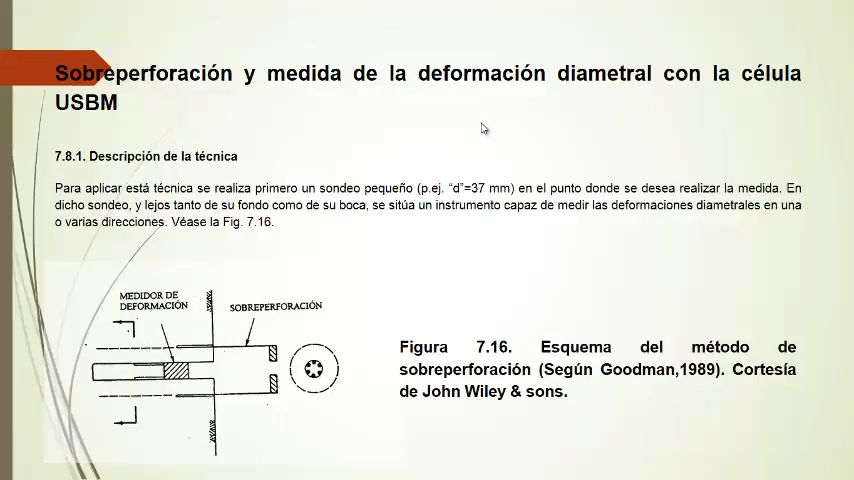 Sobreperforación y medida de la deformación diametral con la célula
USBM
7.8.1. Descripción de la técnica
Para aplicar está técnica se realiza primero un sondeo pequeño (p.ej. “d”=37 mm) en el punto donde se desea realizar la medida. En
dicho sondeo, y lejos tanto de su fondo como de su boca, se sitúa un instrumento capaz de medir las deformaciones diametrales en una
o varias direcciones. Véase la Fig. 7.16.
MEDIDOR DE
DEFORMACIÓN
SOBREPERFORACIÓN
Figura 7.16. Esquema del método de
sobreperforación (Según Goodman,1989). Cortesía
de John Wiley & sons.